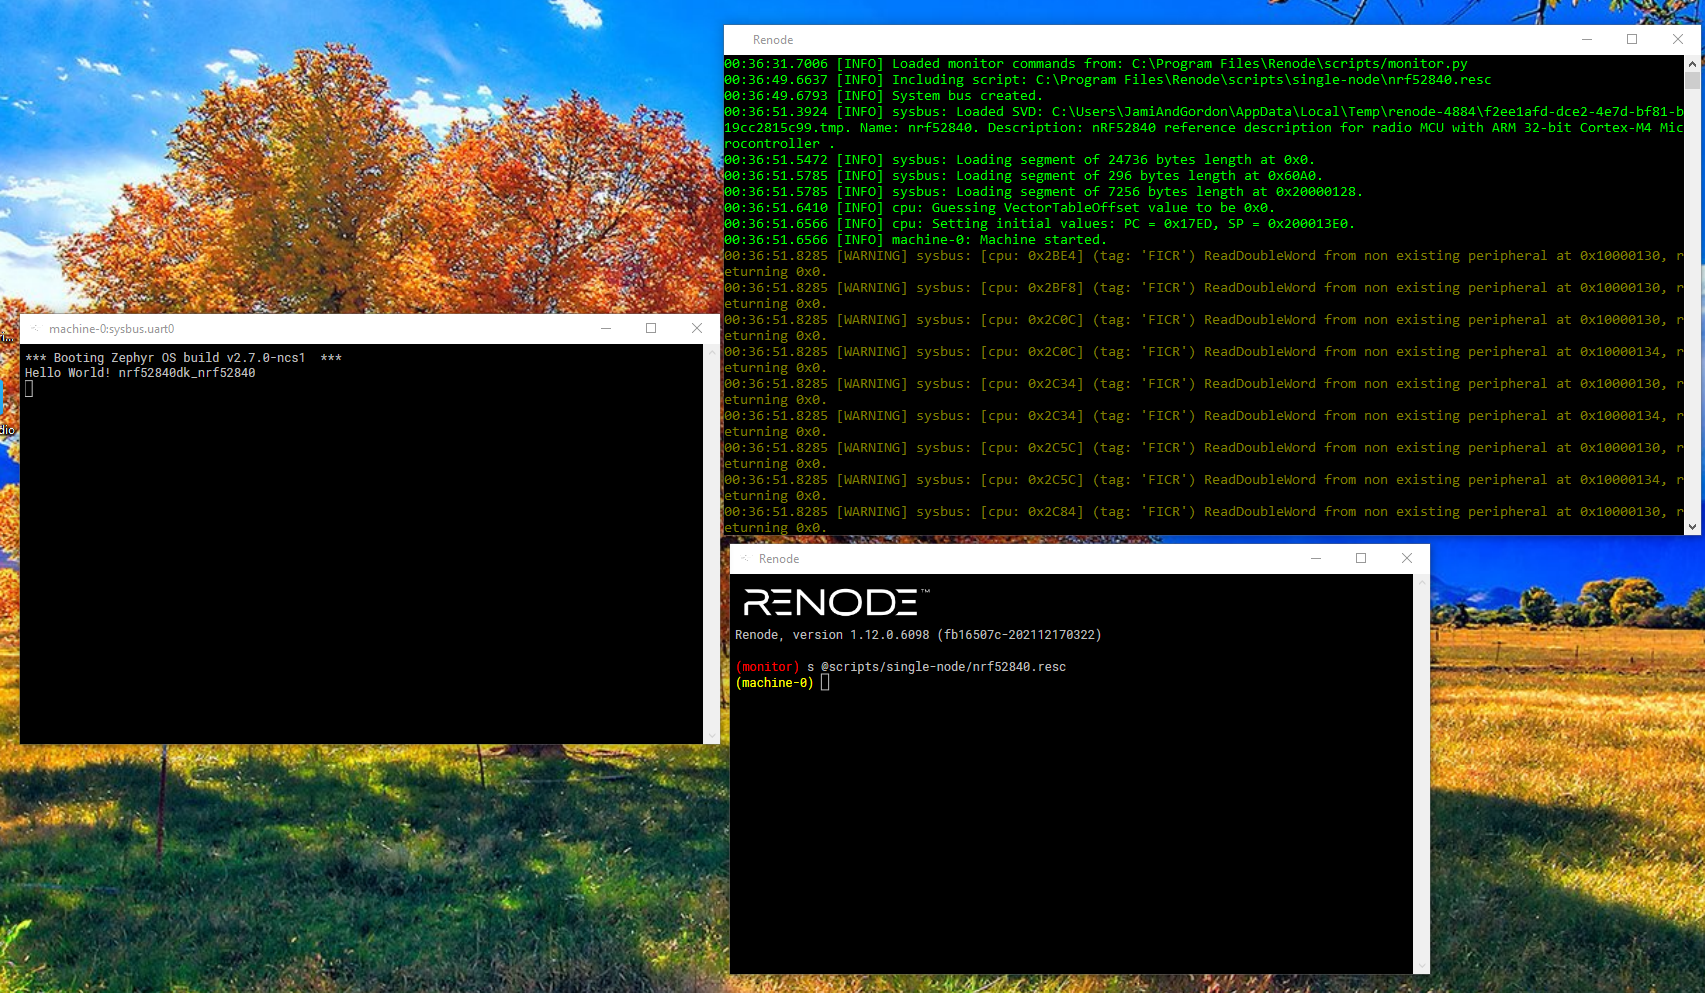 Renode
00:36:31.7006 [INFO] Loaded monitor commands from: C:\Program Files\Renode\scripts/monitor.py
00:36:49.6637 [INFO] Including script: C:\Program Files\Renode\scripts\single-node\nrf52840.resc
00:36:49.6793 [INFO] System bus created.
00:36:51.3924 [INFO] sysbus: Loaded SVD: C:\Users\JamiAndGordon\AppData\Local\Temp\renode-4884\f2ee1afd-dce2-4e7d-bf81-b
19cc2815c99.tmp. Name: nrf52840. Description: nRF52840 reference description for radio MCU with ARM 32-bit Cortex-M4 Mic
rocontroller .
00:36:51.5472 [INFO] sysbus: Loading segment of 24736 bytes length at 0x0.
00:36:51.5785 [INFO] sysbus: Loading segment of 296 bytes length at 0x60A0.
00:36:51.5785 [INFO] sysbus: Loading segment of 7256 bytes length at 0x20000128.
00:36:51.6410 [INFO] cpu: Guessing VectorTableOffset value to be 0x0.
00:36:51.6566 [INFO] cpu: Setting initial values: PC = 0x17ED, SP = 0x200013E0.
00:36:51.6566 [INFO] machine-0: Machine started.
00:36:51.8285 [WARNING] sysbus: [cpu: 0x2BE4] (tag: 'FICR') ReadDoubleWord from non existing peripheral at 0x10000130, r
eturning 0x0.
00:36:51.8285 [WARNING] sysbus: [cpu: 0x2BF8] (tag: 'FICR') ReadDoubleWord from non existing peripheral at 0x10000130, r
eturning 0x0.
00:36:51.8285 [WARNING] sysbus: [cpu: 0x2C0C] (tag: 'FICR') ReadDoubleWord from non existing peripheral at 0x10000130, r
eturning 0x0.
00:36:51.8285 [WARNING] sysbus: [cpu: 0x2C0C] (tag: 'FICR') ReadDoubleWord from non existing peripheral at 0x10000134, r
eturning 0x0.
00:36:51.8285 [WARNING] sysbus: [cpu: 0x2C34] (tag: 'FICR') ReadDoubleWord from non existing peripheral at 0x10000130, r
eturning 0x0.
00:36:51.8285 [WARNING] sysbus: [cpu: 0x2C34] (tag: 'FICR') ReadDoubleWord from non existing peripheral at 0x10000134, r
eturning 0x0.
00:36:51.8285 [WARNING] sysbus: [cpu: 0x2C5C] (tag: 'FICR') ReadDoubleWord from non existing peripheral at 0x10000130, r
eturning 0x0.
00:36:51.8285 [WARNING] sysbus: [cpu: 0x2C5C] (tag: 'FICR') ReadDoubleWord from non existing peripheral at 0x10000134, r
eturning 0x0.
00:36:51.8285 [WARNING] sysbus: [cpu: 0x2C84] (tag: 'FICR') ReadDoubleWord from non existing peripheral at 0x10000130, r
eturning 0x0.
machine-0:sysbus.uart0
*** Booting Zephyr OS build v2.7.0-ncs1  ***
Hello World! nrf52840dk_nrf52840
dio
Renode
RENODE™
Renode, version 1.12.0.6098 (fb16507c-202112170322)
(monitor) s @scripts/single-node/nrf52840.resc
(machine-0)